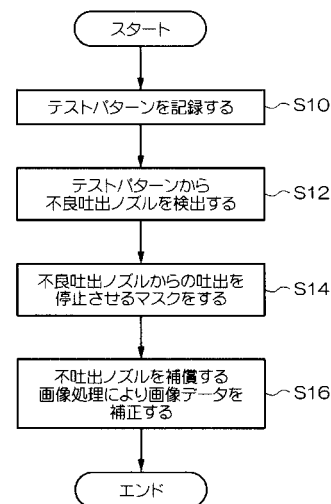 スタート
テストパターンを記録する
S10
テストパターンから
不良吐出ノズルを検出する
S12
不良吐出ノズルからの吐出を
停止させるマスクをする
S14
不吐出ノズルを補償する
画像処理により画像データを
補正する
S16
エンド